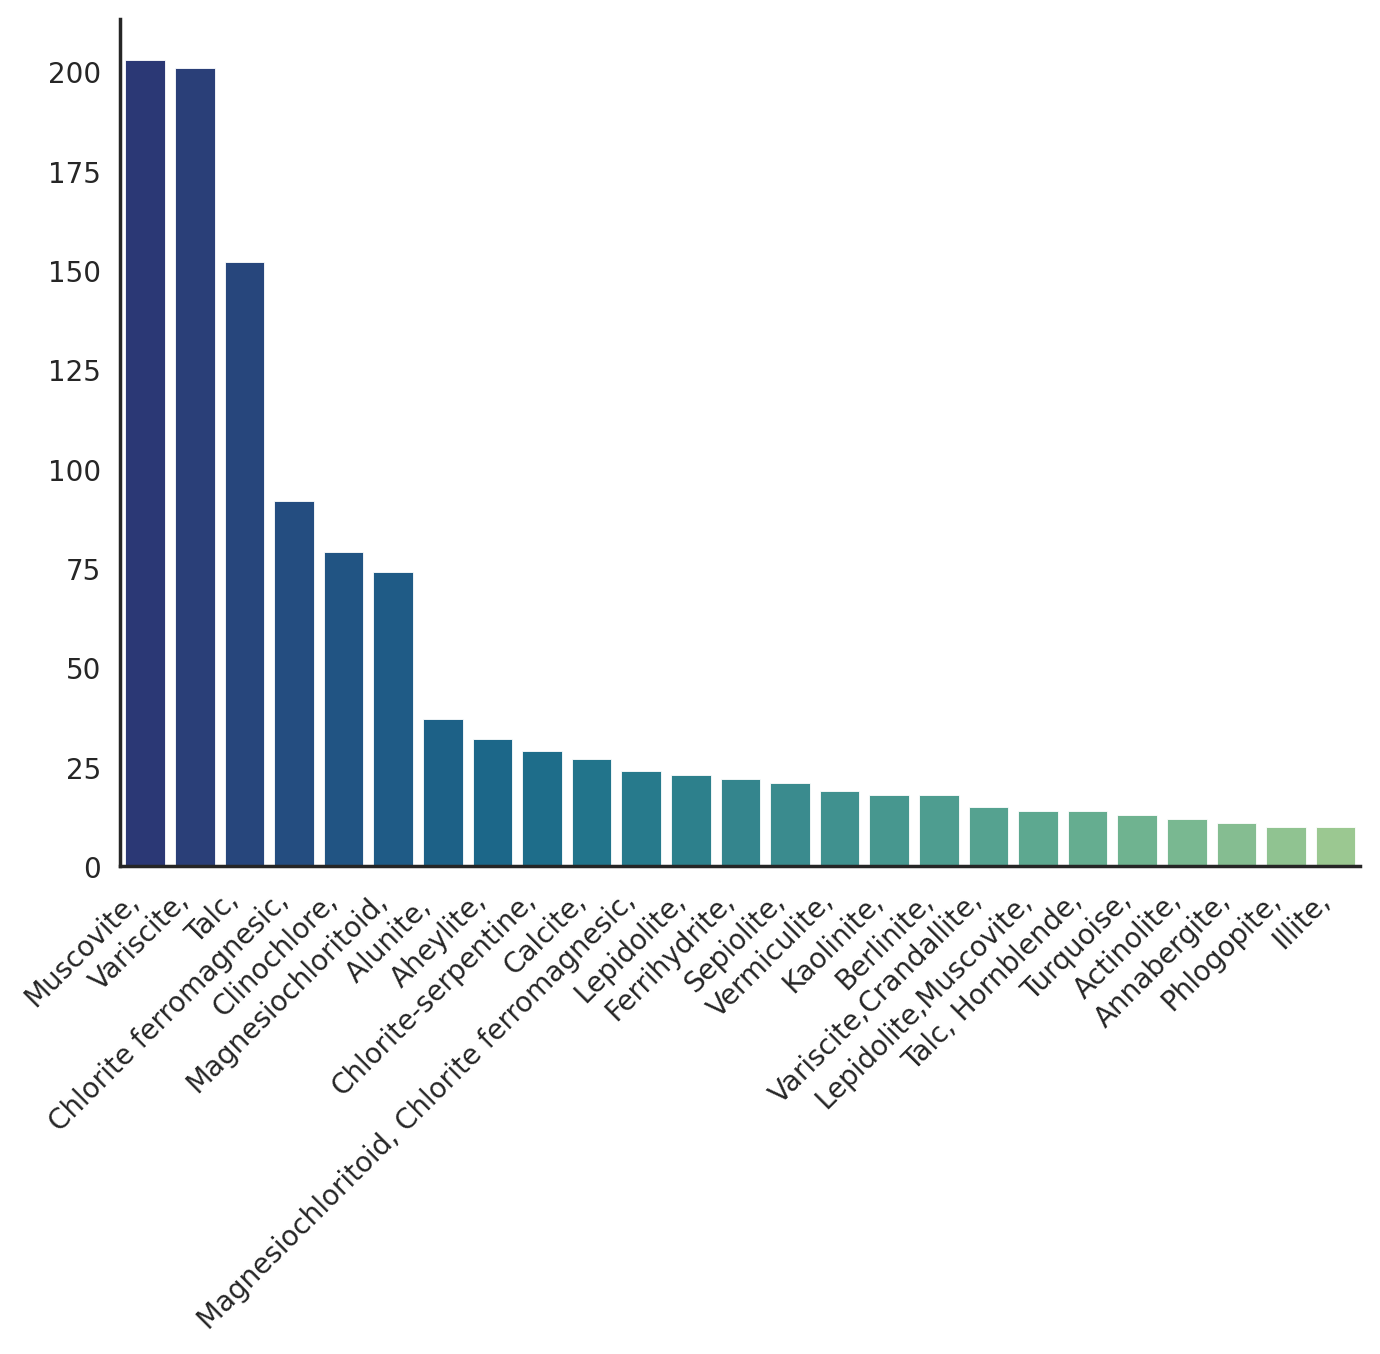 200
175
150
125
100
75
50
25
0
Muscovite,
Variscite,
Talc,
Chlorite ferromagnesic,
Clinochlore,
Magnesiochloritoid,
Alunite,
Aheylite,
Chlorite-serpentine,
Calcite,
Magnesiochloritoid, Chlorite ferromagnesic,
Lepidolite,
Ferrihydrite,
Sepiolite,
Vermiculite,
Kaolinite,
Berlinite,
Variscite,Crandallite,
Lepidolite,Muscovite,
Talc, Hornblende,
Turquoise,
Actinolite,
Annabergite,
Phlogopite,
Illite,